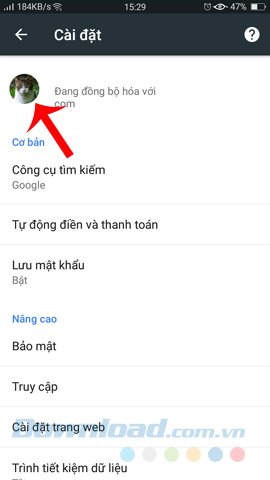 184KB/s
15:29
47%
Cài đặt
?
Đang đồng bộ hóa với
com
Cơ bản
Công cụ tìm kiếm
Google
Tự động điền và thanh toán
Lưu mật khẩu
Bật
Nâng cao
Bảo mật
Truy cập
Cài đặt trang web
Download.com.vn
Trình tiết kiệm dữ liệu